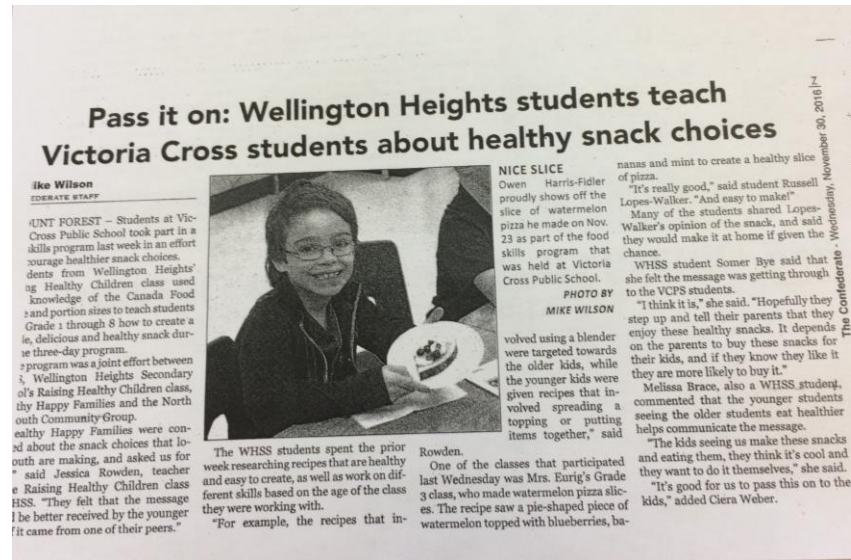 Pass it on: Wellington Heights students teach
Victoria Cross students about healthy snack choices
ike Wilson
EDERATE STAFF
UNT FOREST – Students at Vic-
Cross Public School took part in a
kills program last week in an effort
courage healthier snack choices.
dents from Wellington Heights'
ng Healthy Children class used
knowledge of the Canada Food
and portion sizes to teach students
Grade 1 through 8 how to create a
le, delicious and healthy snack dur-
he three-day program.
program was a joint effort between
Wellington Heights Secondary
ol's Raising Healthy Children class,
thy Happy Families and the North
outh Community Group.
ealthy Happy Families were con-
ed about the snack choices that lo-
outh are making, and asked us for
" said Jessica Rowden, teacher
e Raising Healthy Children class
HSS. "They felt that the message
be better received by the younger
it came from one of their peers."
The WHSS students spent the prior
week researching recipes that are healthy
and easy to create, as well as work on dif-
ferent skills based on the age of the class
they were working with.
"For example, the recipes that in-
NICE SLICE
Owen Harris-Fidler
proudly shows off the
slice of watermelon
pizza he made on Nov.
23 as part of the food
skills program that
was held at Victoria
Cross Public School.
PHOTO BY
MIKE WILSON
volved using a blender
were targeted towards
the older kids, while
the younger kids were
given recipes that in-
volved spreading a
topping or putting
items together," said
Rowden.
One of the classes that participated
last Wednesday was Mrs. Eurig's Grade
3 class, who made watermelon pizza slic-
es. The recipe saw a pie-shaped piece of
watermelon topped with blueberries, ba-
nanas and mint to create a healthy slice
of pizza.
"It's really good," said student Russell
Lopes-Walker. "And easy to make!"
Many of the students shared Lopes-
Walker's opinion of the snack, and said
they would make it at home if given the
chance.
WHSS student Somer Bye said that
she felt the message was getting through
to the VCPS students.
"I think it is," she said. "Hopefully they
step up and tell their parents that they
enjoy these healthy snacks. It depends
on the parents to buy these snacks for
their kids, and if they know they like it
they are more likely to buy it."
Melissa Brace, also a WHSS student,
commented that the younger students
seeing the older students eat healthier
helps communicate the message.
"The kids seeing us make these snacks
and eating them, they think it's cool and
they want to do it themselves," she said.
"It's good for us to pass this on to the
kids," added Ciera Weber.
The Confederate - Wednesday, November 30, 2016 | 7